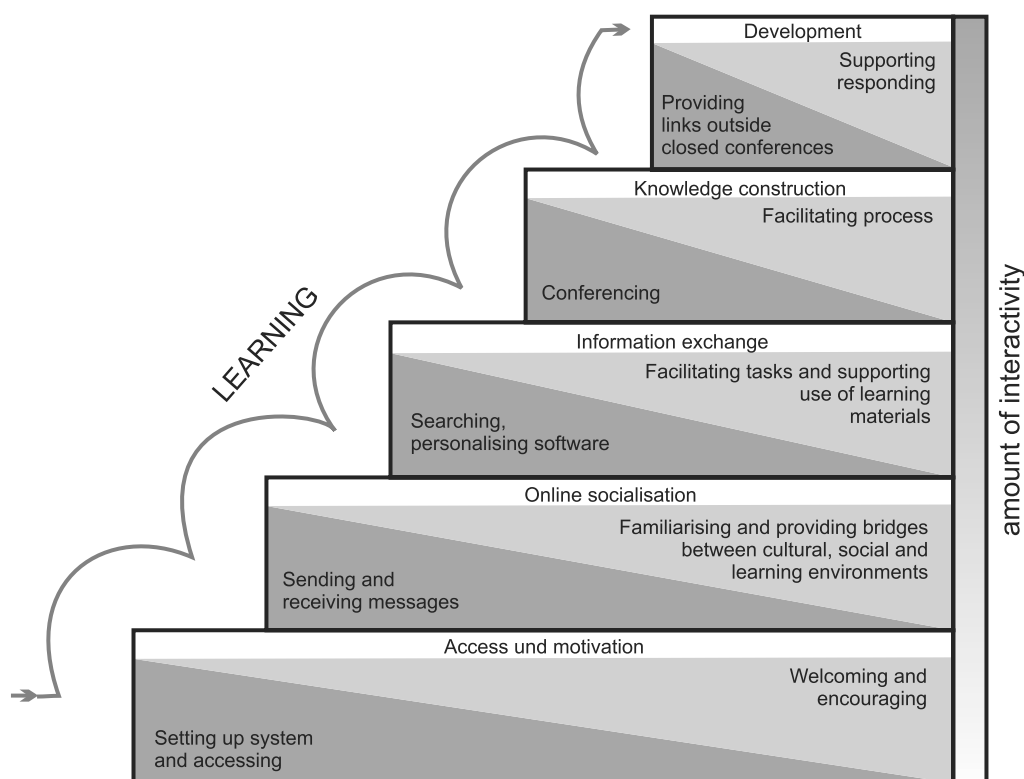 Development
Supporting
responding
Providing
links outside
closed conferences
Knowledge construction
Facilitating process
Conferencing
LEARNING
Information exchange
Facilitating tasks and supporting
use of learning
materials
Searching,
personalising software
Online socialisation
Familiarising and providing bridges
between cultural, social and
learning environments
Sending and
receiving messages
Access und motivation
Welcoming and
encouraging
Setting up system
and accessing
amount of interactivity